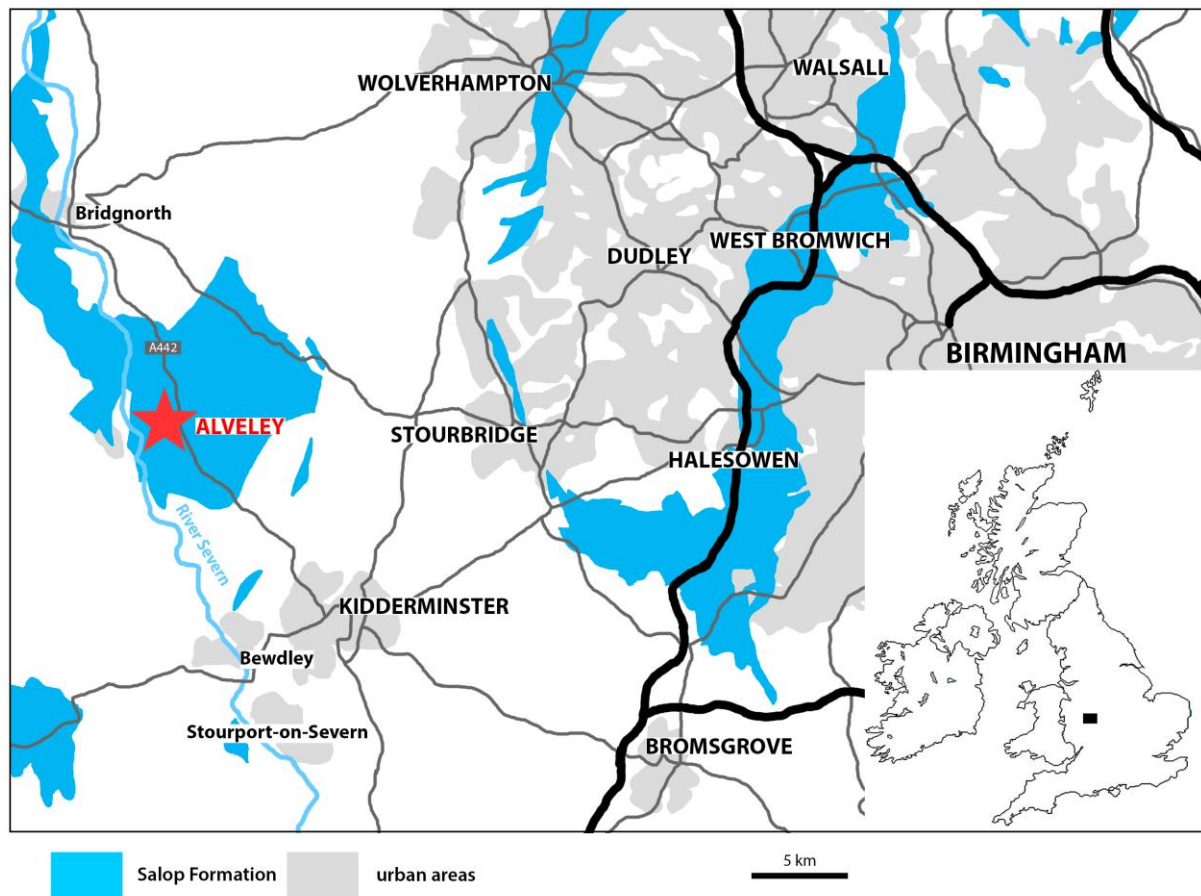 WOLVERHAMPTON
WALSALL
Bridgnorth
WEST BROMWICH
DUDLEY
A442
BIRMINGHAM
ALVELEY
STOURBRIDGE
HALESOWEN
River Severn
KIDDERMINSTER
Bewdley
Stourport-on-Severn
BROMSGROVE
Salop Formation
urban areas
5 km